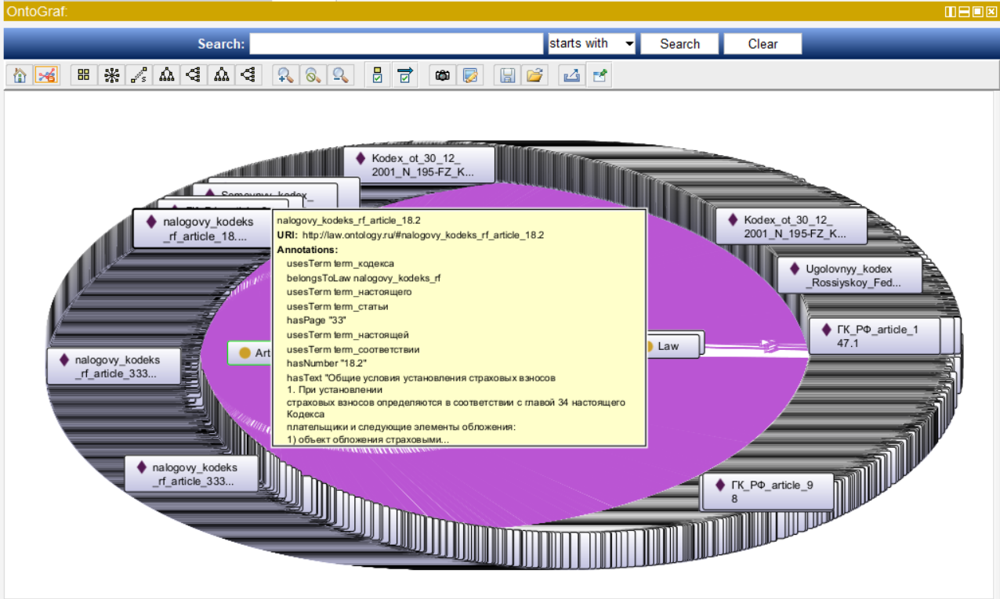 OntoGraf:
Search:
starts with
Search
Clear
Kodex_ot_30_12_
2001_N_195-FZ_K...
Semeynyy_kodex_
nalogovy_kodeks
_rf_article_18....
nalogovy_kodeks_rf_article_18.2
URI: http://law.ontology.ru/#nalogovy_kodeks_rf_article_18.2
Annotations:
usesTerm term_кодекса
belongsToLaw nalogovy_kodeks_rf
usesTerm term_настоящего
usesTerm term_статьи
hasPage "33"
usesTerm term_настоящей
usesTerm term_соответствии
hasNumber "18.2"
hasText "Общие условия установления страховых взносов
1. При установлении
страховых взносов определяются в соответствии с главой 34 настоящего
Кодекса
плательщики и следующие элементы обложения:
1) объект обложения страховыми...
Kodex_ot_30_12_
2001_N_195-FZ_K...
Ugolovnyy_kodex
_Rossiyskoy_Fed...
ГК_РФ_article_1
47.1
Art
Law
nalogovy_kodeks
_rf_article_333...
nalogovy_kodeks
_rf_article_333...
ГК_РФ_article_9
8